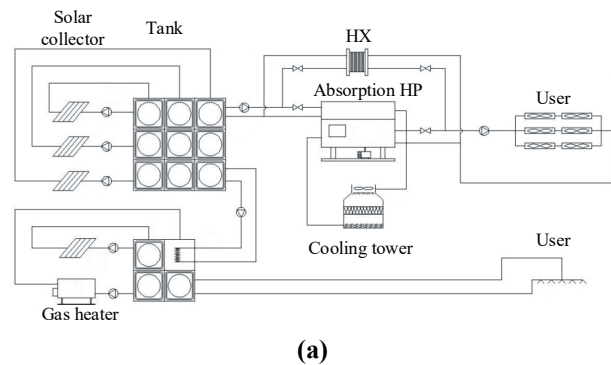 Solar
collector
Tank
HX
Absorption HP
User
Cooling tower
User
Gas heater
(a)